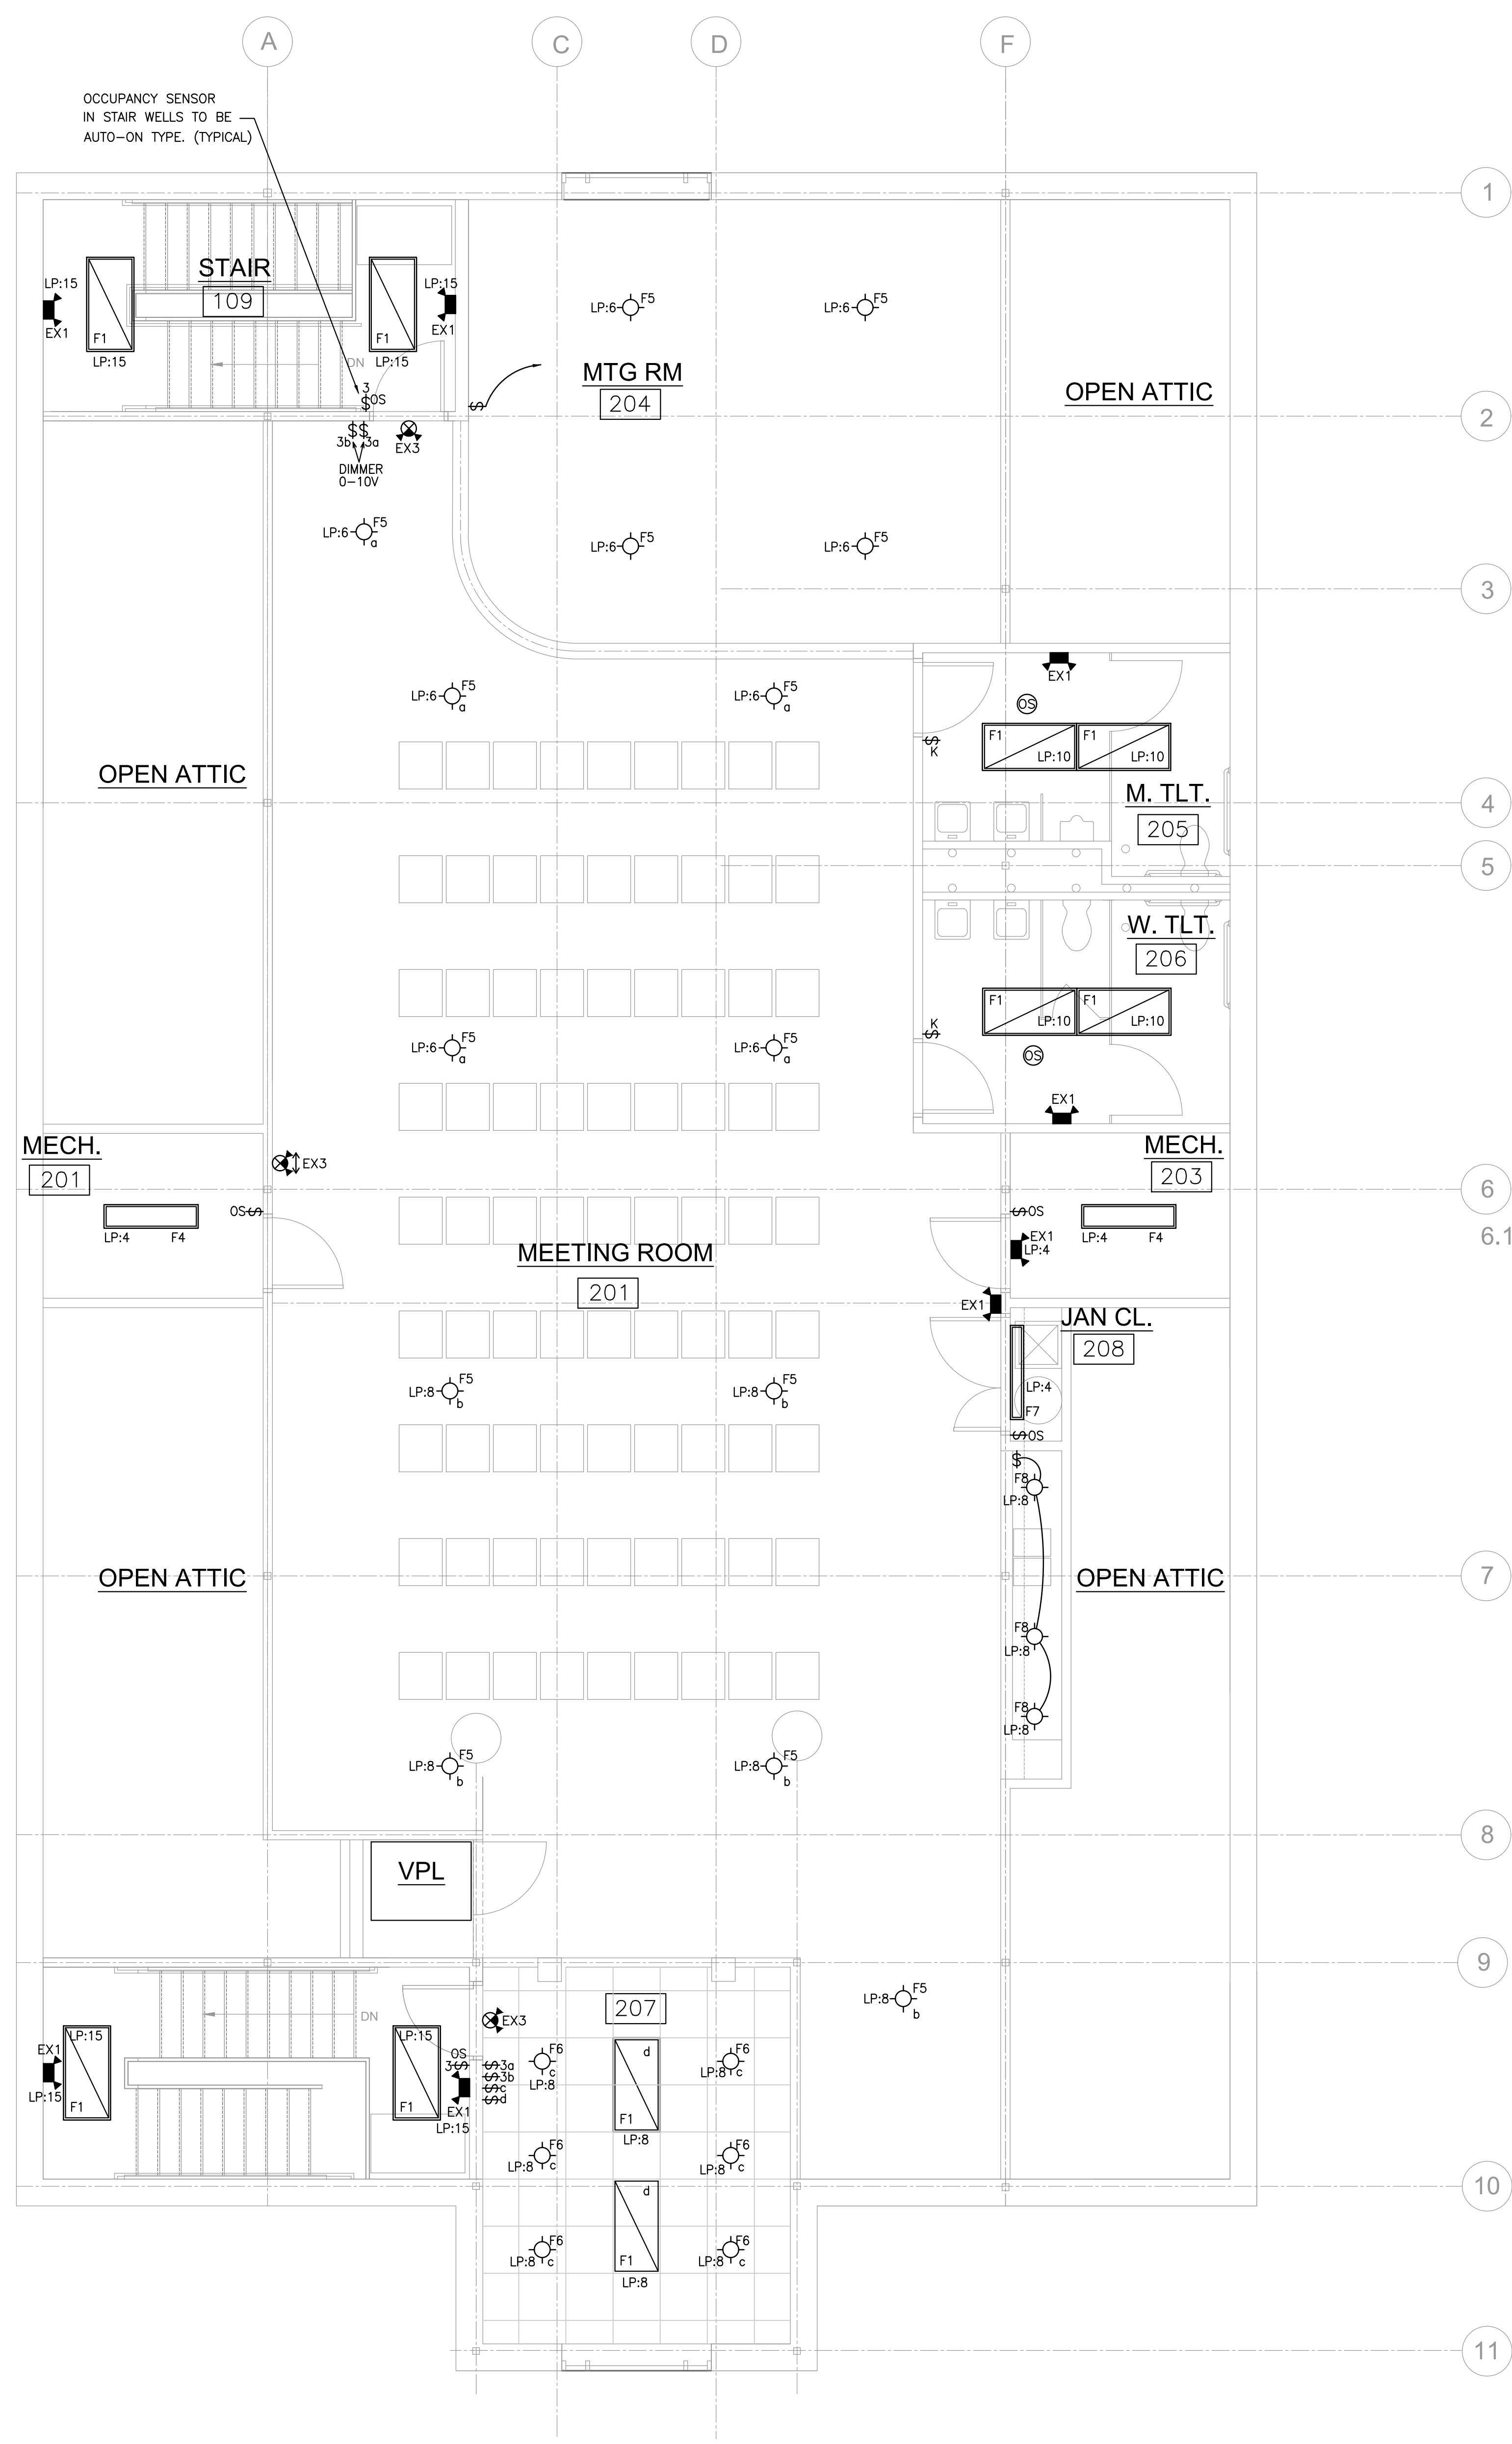 A
C
D
F
OCCUPANCY SENSOR
IN STAIR WELLS TO BE
AUTO-ON TYPE. (TYPICAL)
1
STAIR
109
LP:15
EX1
F1
LP:15
F1
LP:15
LP:15
EX1
DN
3
$OS
$
LP:6
F5
LP:6
F5
MTG RM
204
OPEN ATTIC
2
$$
3b
3a
DIMMER
0-10V
EX3
LP:6
F5
a
LP:6
F5
LP:6
F5
3
EX1
OS
LP:6
F5
a
LP:6
F5
a
$
K
F1
LP:10
F1
LP:10
OPEN ATTIC
M. TLT.
205
4
5
W. TLT.
206
F1
LP:10
F1
LP:10
K
$
OS
LP:6
F5
a
LP:6
F5
a
EX1
MECH.
201
EX3
MECH.
203
6
OS$
$OS
LP:4
F4
LP:4
F4
EX1
LP:4
6.1
MEETING ROOM
201
EX1
JAN CL.
208
LP:8
F5
b
LP:8
F5
b
LP:4
F7
$OS
$
F8
LP:8
OPEN ATTIC
OPEN ATTIC
7
F8
LP:8
F8
LP:8
LP:8
F5
b
LP:8
F5
b
8
VPL
9
LP:8
F5
b
207
DN
EX3
LP:15
F1
EX1
LP:15
LP:15
F1
OS
3$
$3a
$3b
$c
$d
EX1
LP:15
F6
c
LP:8
d
F1
LP:8
F6
LP:8
c
F6
LP:8
c
F6
LP:8
c
10
d
F1
LP:8
F6
LP:8
c
F6
LP:8
c
11